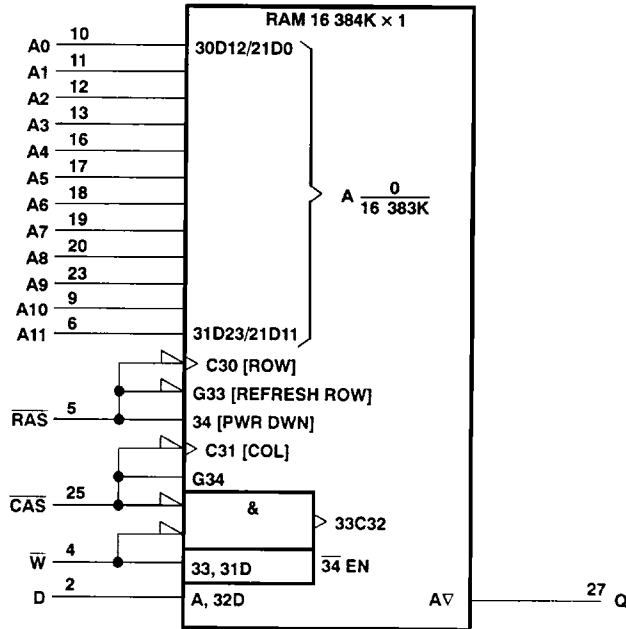 RAM 16 384K × 1
A0 10 30D12/21D0
A1 11
A2 12
A3 13
A4 16
A5 17
A6 18
A7 19
A8 20
A9 23
A10 9
A11 6 31D23/21D11
A 0
16 383K
C30 [ROW]
G33 [REFRESH ROW]
RAS 5 34 [PWR DWN]
C31 [COL]
G34
CAS 25 & 33C32
W 4 33, 31D 34 EN
D 2 A, 32D A▽ 27 Q